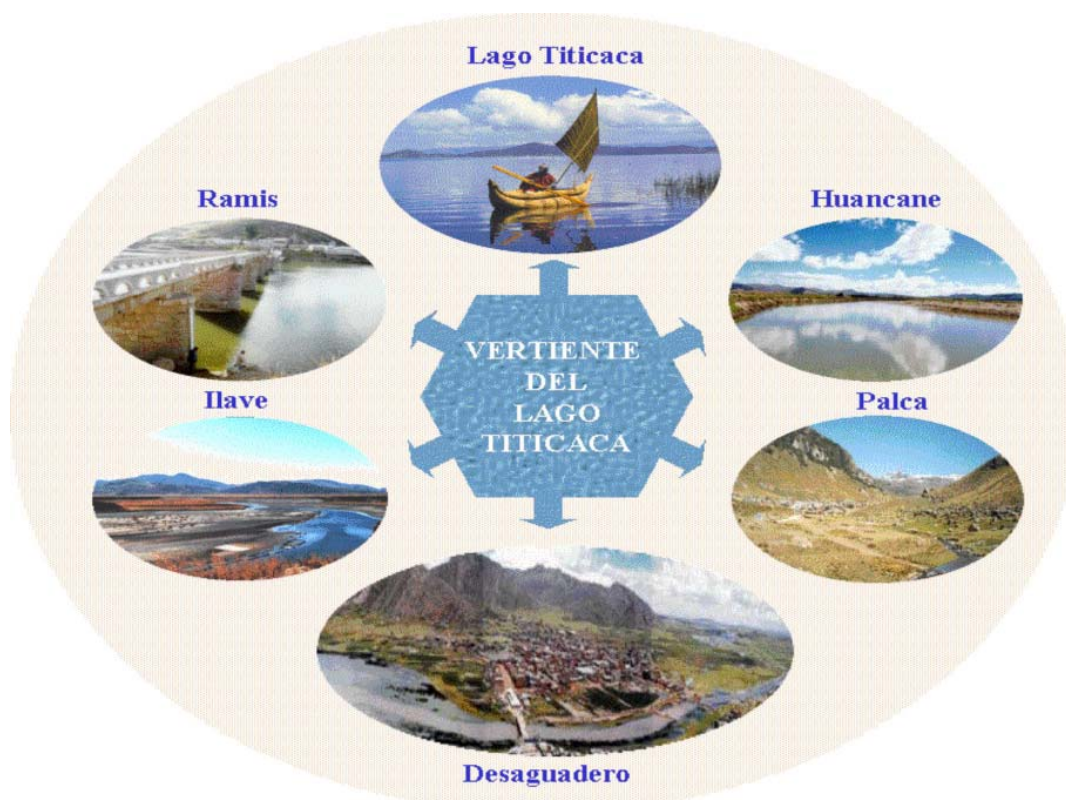 Lago Titicaca
Ramis
Huancane
VERTIENTE
DEL
LAGO
TITICACA
Ilave
Palca
Desaguadero